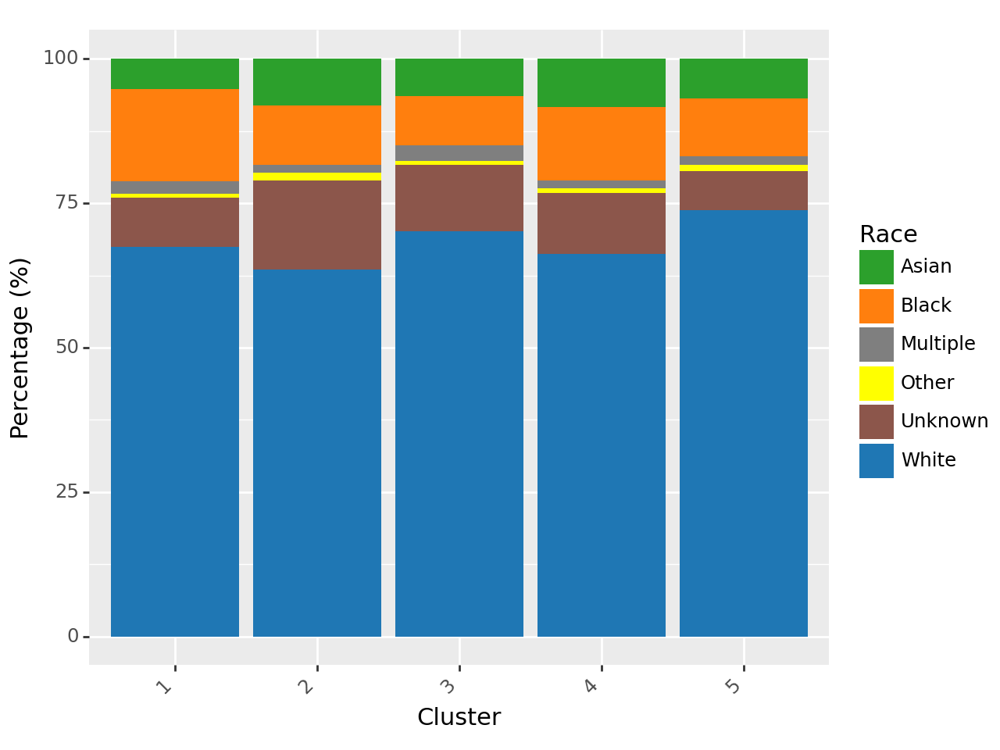 100
75
50
25
0
Percentage (%)
1
2
3
4
5
Cluster
Race
Asian
Black
Multiple
Other
Unknown
White